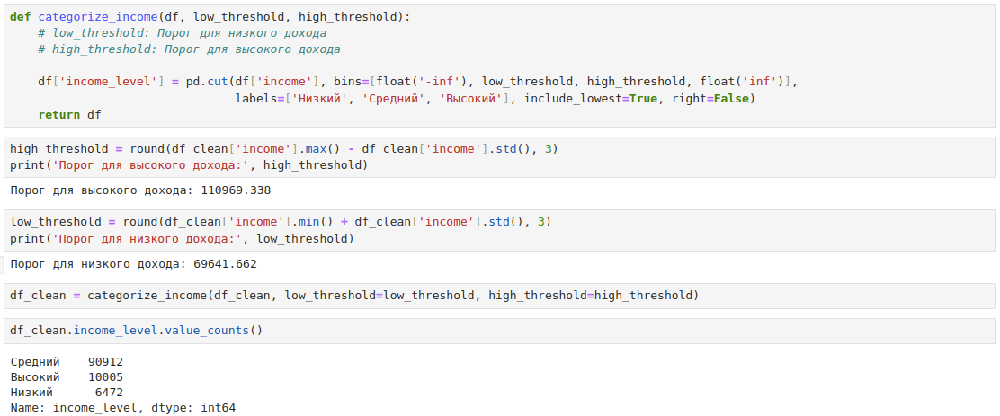 def categorize_income(df, low_threshold, high_threshold):
    # low_threshold: Порог для низкого дохода
    # high_threshold: Порог для высокого дохода
    df['income_level'] = pd.cut(df['income'], bins=[float('-inf'), low_threshold, high_threshold, float('inf')],
                                labels=['Низкий', 'Средний', 'Высокий'], include_lowest=True, right=False)
    return df
high_threshold = round(df_clean['income'].max() - df_clean['income'].std(), 3)
print('Порог для высокого дохода:', high_threshold)
Порог для высокого дохода: 110969.338
low_threshold = round(df_clean['income'].min() + df_clean['income'].std(), 3)
print('Порог для низкого дохода:', low_threshold)
Порог для низкого дохода: 69641.662
df_clean = categorize_income(df_clean, low_threshold=low_threshold, high_threshold=high_threshold)
df_clean.income_level.value_counts()
Средний    90912
Высокий    10005
Низкий      6472
Name: income_level, dtype: int64